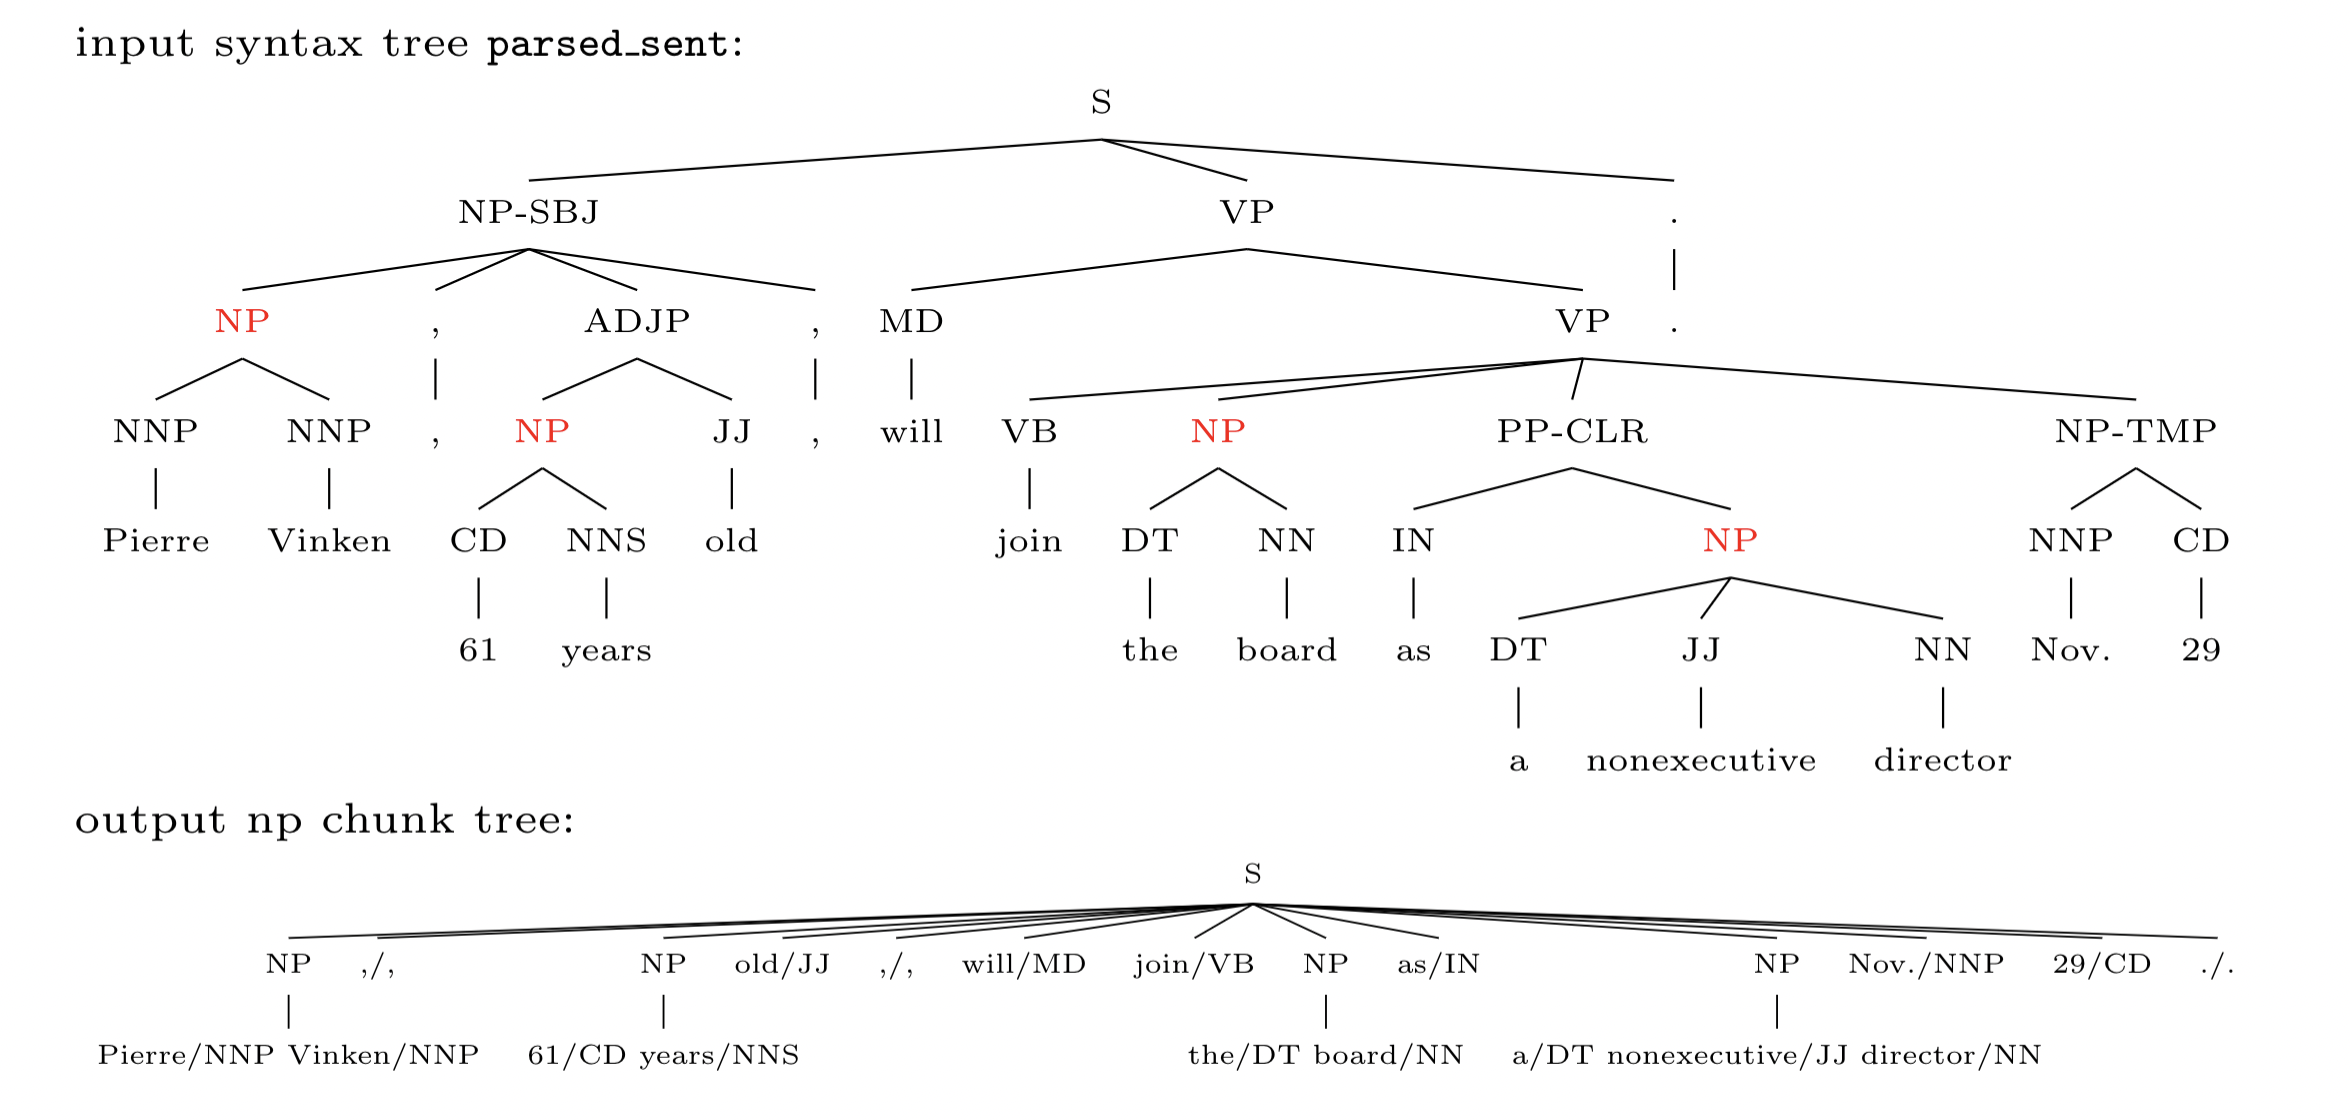 input syntax tree parsed_sent:
S
NP-SBJ VP .
NP , ADJP , MD VP .
NNP NNP , NP JJ , will VB NP PP-CLR NP-TMP
Pierre Vinken CD NNS old join DT NN IN NP NNP CD
61 years the board as DT JJ NN Nov. 29
a nonexecutive director
output np chunk tree:
S
NP ,/, NP old/JJ ,/, will/MD join/VB NP as/IN NP Nov./NNP 29/CD ./.
Pierre/NNP Vinken/NNP 61/CD years/NNS the/DT board/NN a/DT nonexecutive/JJ director/NN